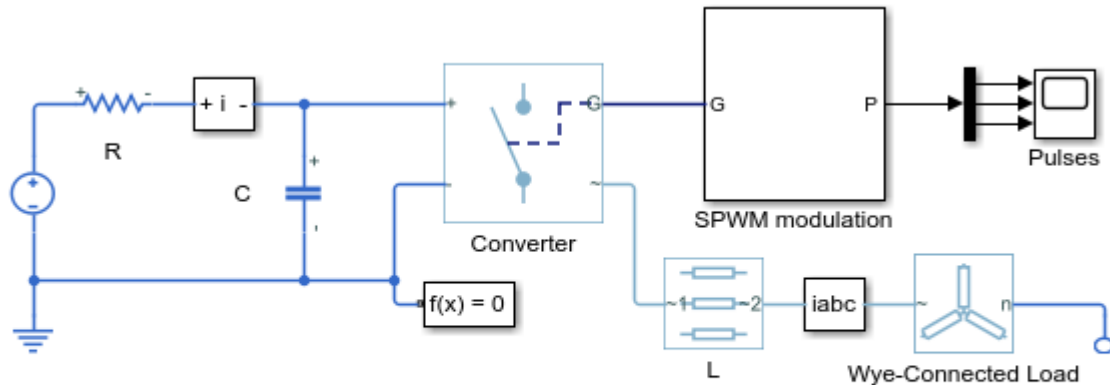 + -
R
+ i -
+
-
C
+
-
+
-
G
~
Converter
G
P
SPWM modulation
Pulses
f(x) = 0
~1
~2
L
iabc
~
n
Wye-Connected Load